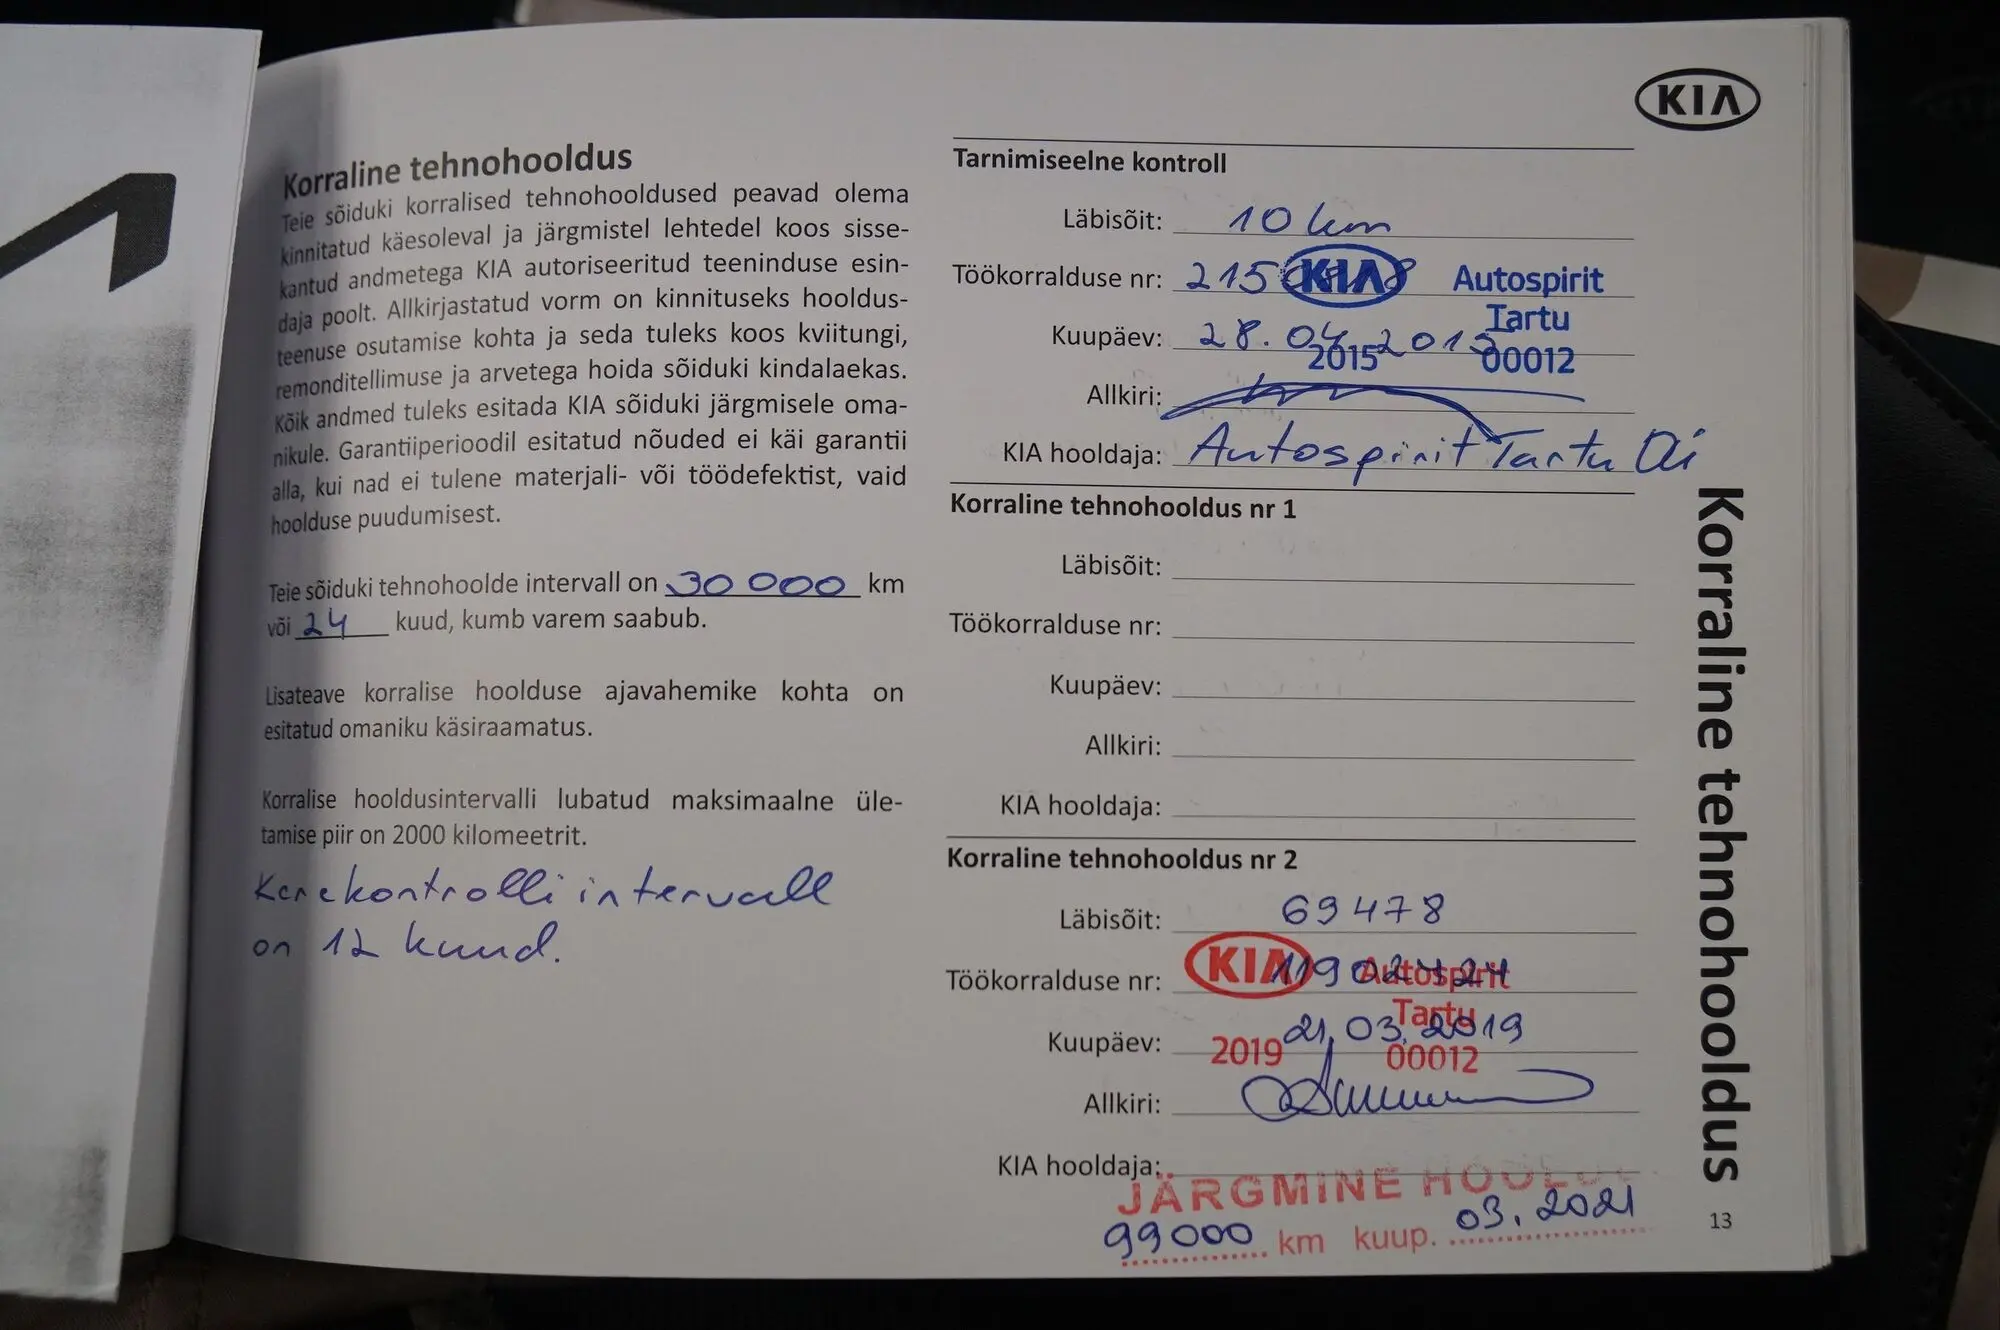 Korraline tehnohooldus
Teie sõiduki korralised tehnohooldused peavad olema
kinnitatud käesoleval ja järgmistel lehtedel koos sisse-
kantud andmetega KIA autoriseeritud teeninduse esin-
daja poolt. Allkirjastatud vorm on kinnituseks hooldus-
teenuse osutamise kohta ja seda tuleks koos kviitungi,
remonditellimuse ja arvetega hoida sõiduki kindalaekas.
Kõik andmed tuleks esitada KIA sõiduki järgmisele oma-
nikule. Garantiiperioodil esitatud nõuded ei käi garantii
alla, kui nad ei tulene materjali- või töödefektist, vaid
hoolduse puudumisest.
Teie sõiduki tehnohoolde intervall on 30 000 km
või 24 kuud, kumb varem saabub.
Lisateave korralise hoolduse ajavahemike kohta on
esitatud omaniku käsiraamatus.
Korralise hooldusintervalli lubatud maksimaalne üle-
tamise piir on 2000 kilomeetrit.
Kerekontrolli intervall
on 12 kuud.
KIA
Tarnimiseelne kontroll
Läbisõit: 10 km
Töökorralduse nr:
KIA Autospirit
Tartu
2015 00012
Kuupäev: 28.04.2015
Allkiri:
KIA hooldaja: Autospirit Tartu OÜ
Korraline tehnohooldus nr 1
Läbisõit:
Töökorralduse nr:
Kuupäev:
Allkiri:
KIA hooldaja:
Korraline tehnohooldus nr 2
Läbisõit: 69478
Töökorralduse nr: 11902424
KIA Autospirit
Tartu
2019 00012
Kuupäev: 21.03.2019
Allkiri:
KIA hooldaja:
JÄRGMINE HOOLDUS
99000 km kuup. 03.2021
Korraline tehnohooldus
13